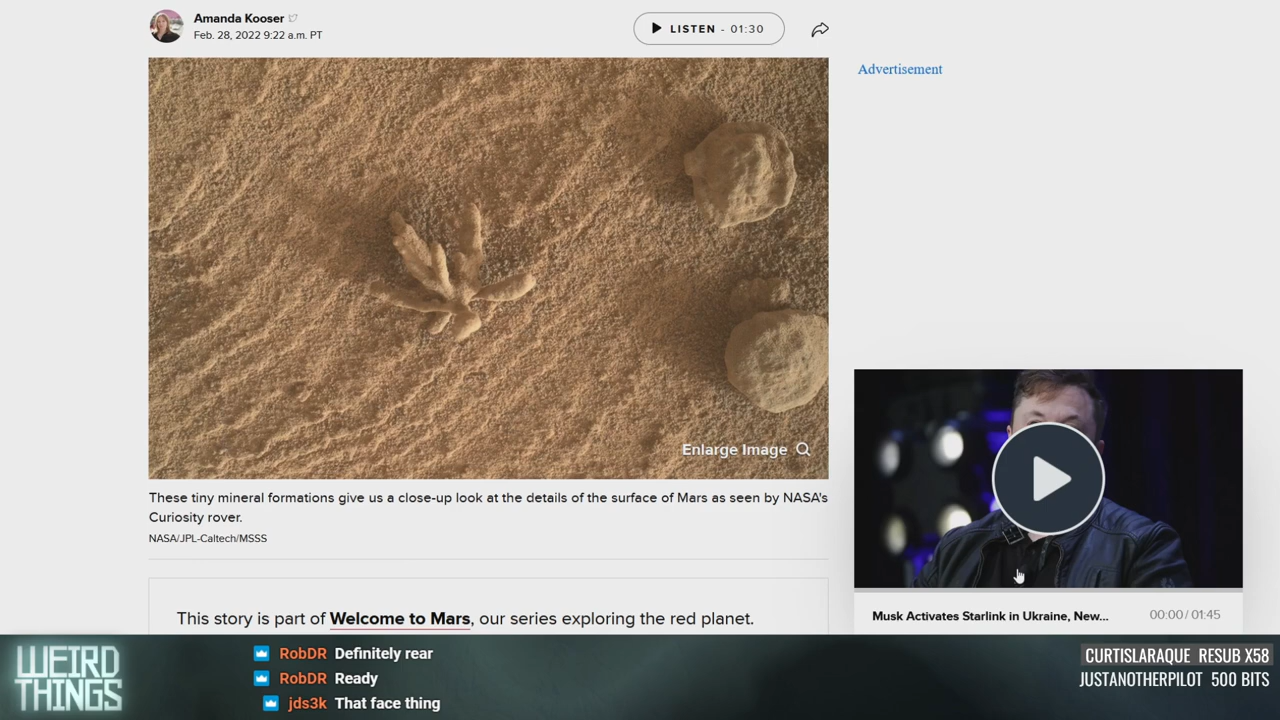 Amanda Kooser
Feb. 28, 2022 9:22 a.m. PT
LISTEN - 01:30
Advertisement
Enlarge Image
These tiny mineral formations give us a close-up look at the details of the surface of Mars as seen by NASA's
Curiosity rover.
NASA/JPL-Caltech/MSSS
Musk Activates Starlink in Ukraine, New...
00:00 / 01:45
This story is part of Welcome to Mars, our series exploring the red planet.
WEIRD
THINGS
RobDR Definitely rear
RobDR Ready
jds3k That face thing
CURTISLARAQUE RESUB X58
JUSTANOTHERPILOT 500 BITS